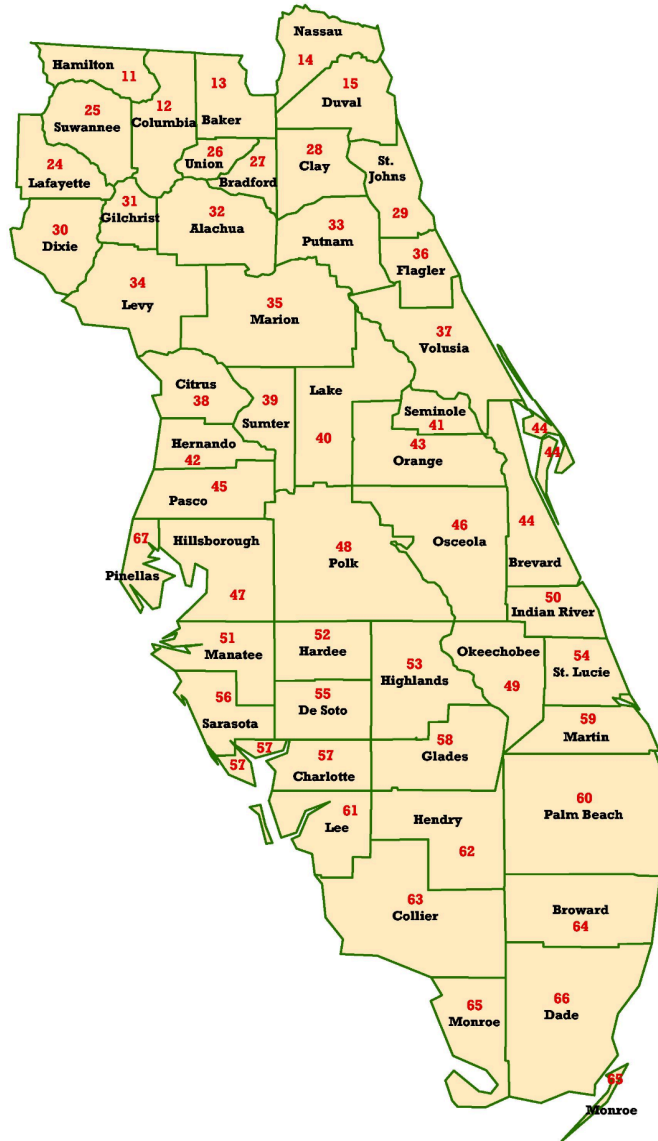 Nassau
14
Hamilton
11
13
Baker
15
Duval
25
Suwannee
12
Columbia
26
Union
27
Bradford
28
Clay
St.
Johns
29
24
Lafayette
31
Gilchrist
32
Alachua
33
Putnam
30
Dixie
36
Flagler
34
Levy
35
Marion
37
Volusia
Citrus
38
39
Sumter
Lake
40
Seminole
41
44
44
Hernando
42
43
Orange
45
Pasco
67
Pinellas
Hillsborough
47
48
Polk
46
Osceola
44
Brevard
50
Indian River
51
Manatee
52
Hardee
53
Highlands
Okeechobee
49
54
St. Lucie
56
Sarasota
55
De Soto
59
Martin
57
57
57
Charlotte
58
Glades
61
Lee
Hendry
62
60
Palm Beach
63
Collier
Broward
64
65
Monroe
66
Dade
65
Monroe